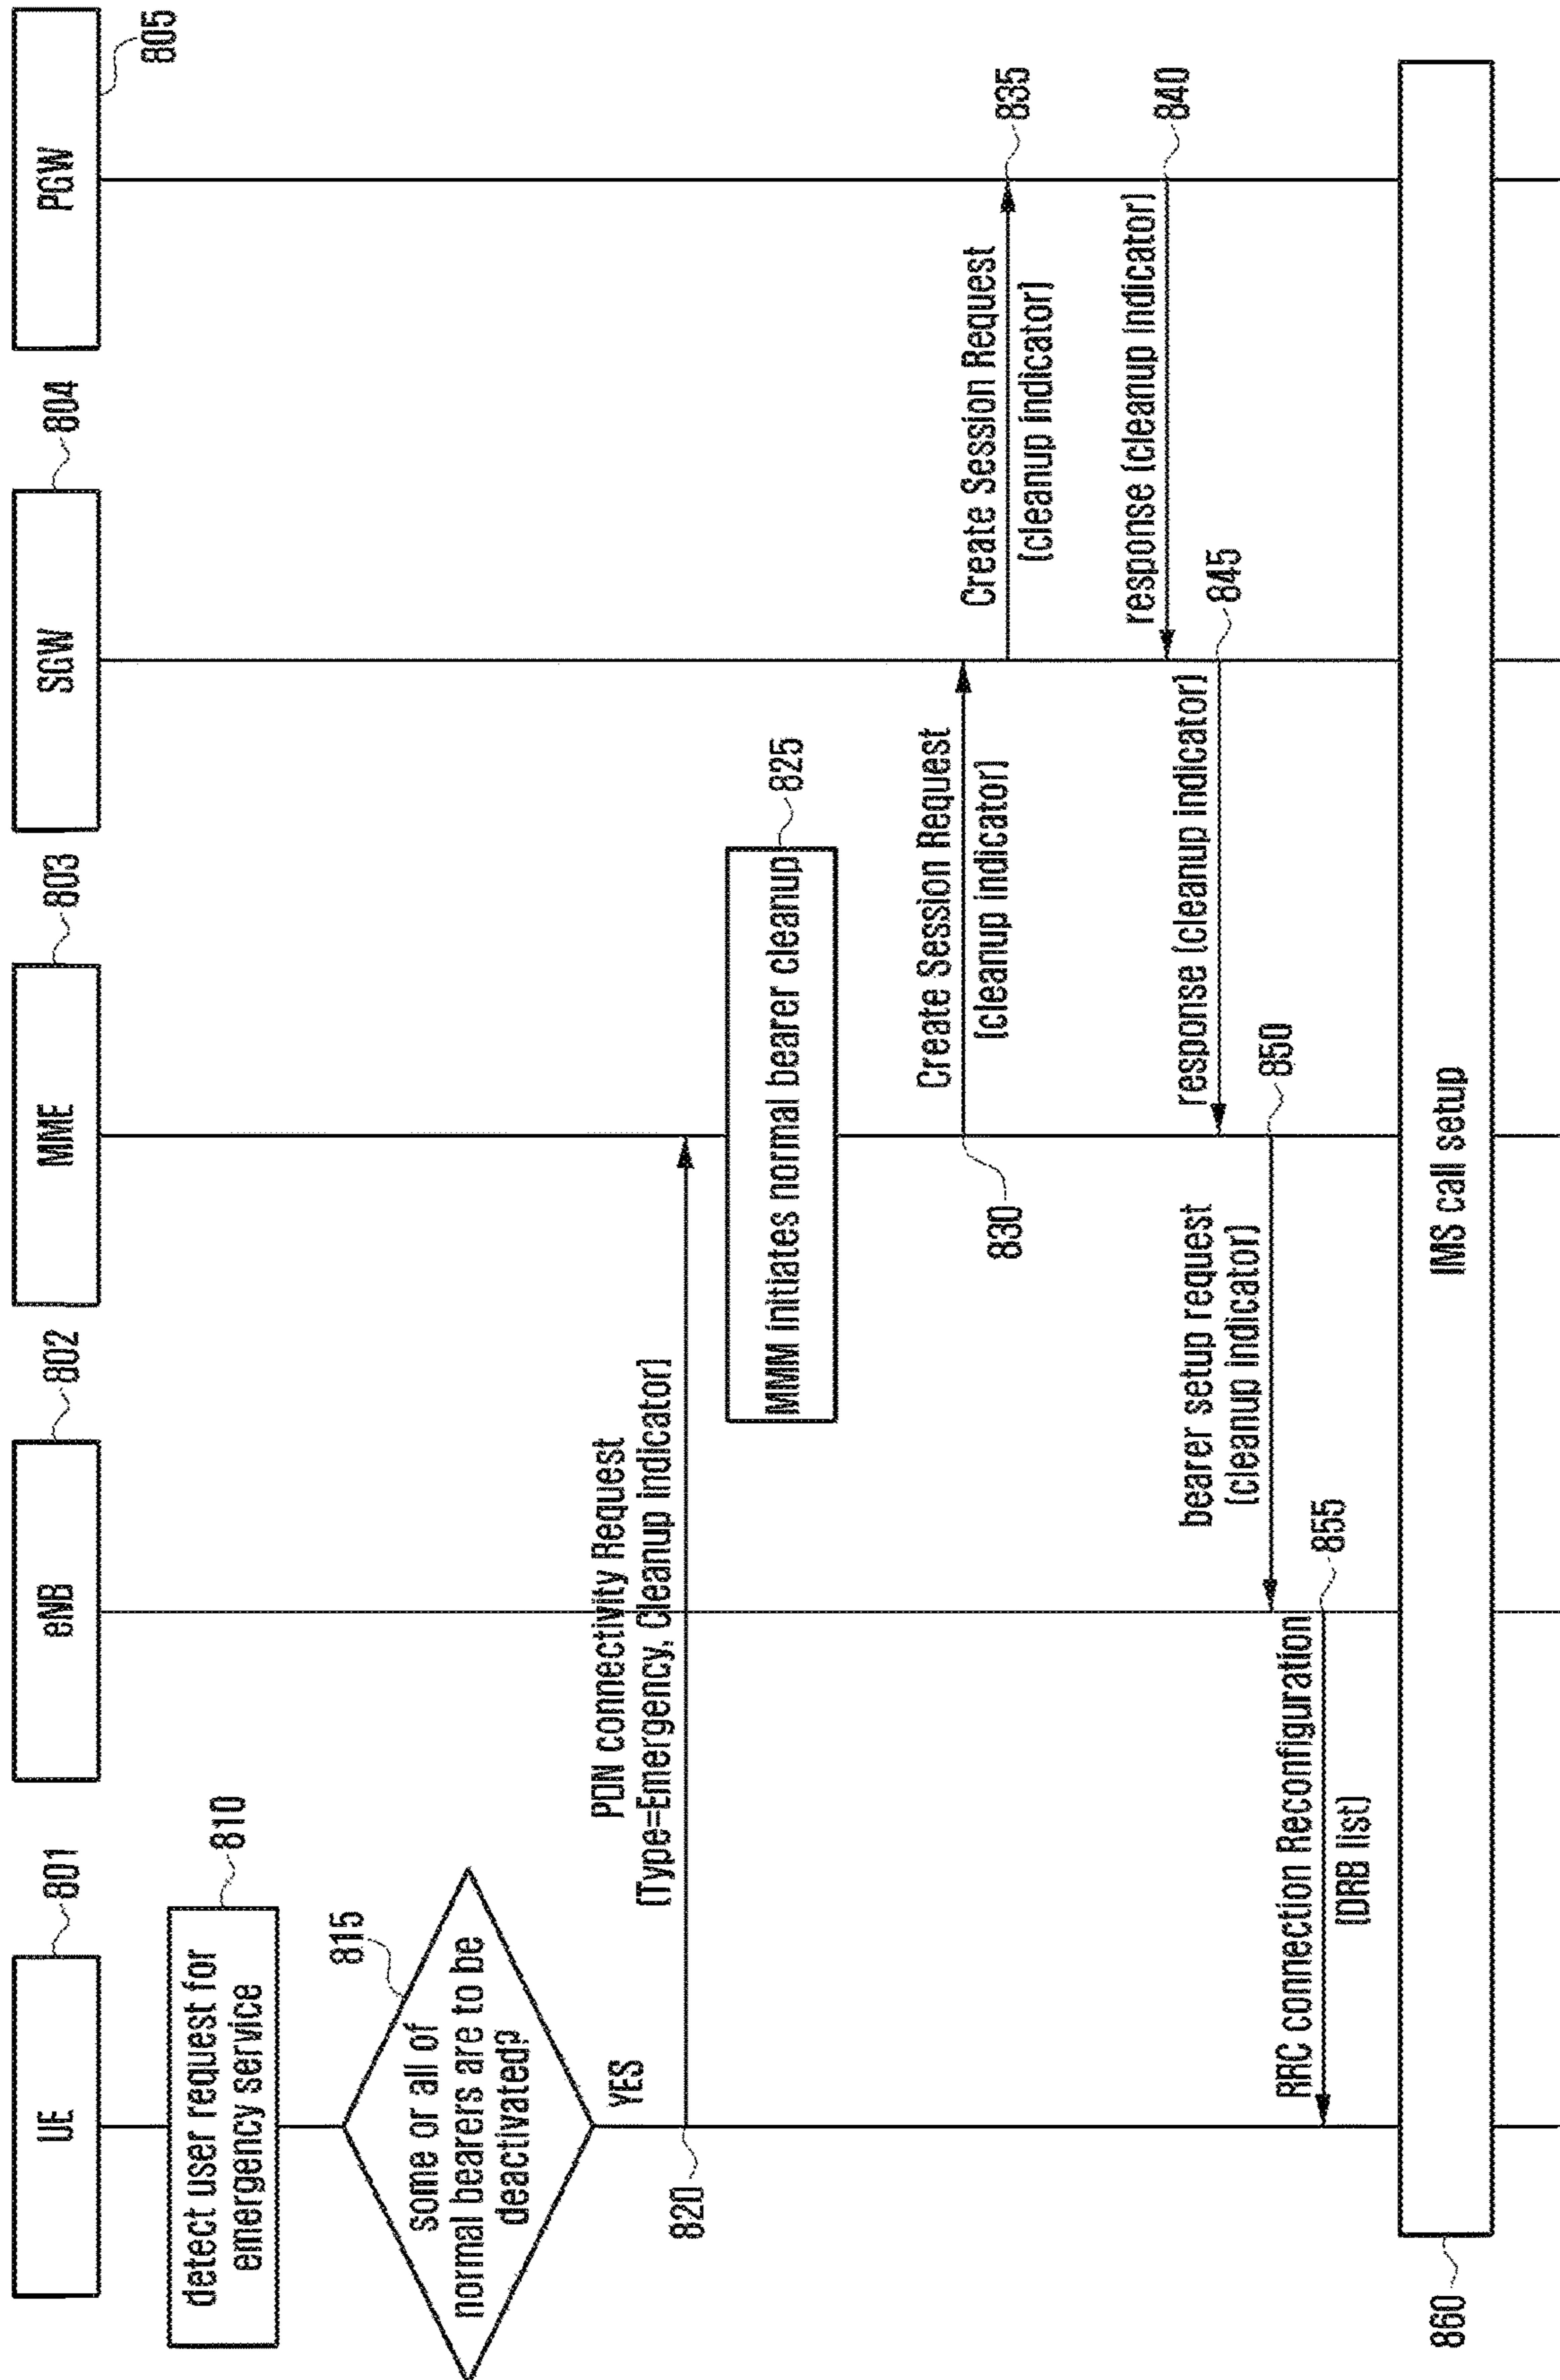 UE
801
eNB
802
MME
803
SGW
804
PGW
805
detect user request for
emergency service
810
some or all of
normal bearers are to be
deactivated?
815
YES
820
PDN connectivity Request
(Type=Emergency, Cleanup indicator)
MMM initiates normal bearer cleanup
825
830
Create Session Request
(cleanup indicator)
Create Session Request
(cleanup indicator)
835
response (cleanup indicator)
840
response (cleanup indicator)
845
bearer setup request
(cleanup indicator)
850
RRC connection Reconfiguration
(DRB list)
855
IMS call setup
860